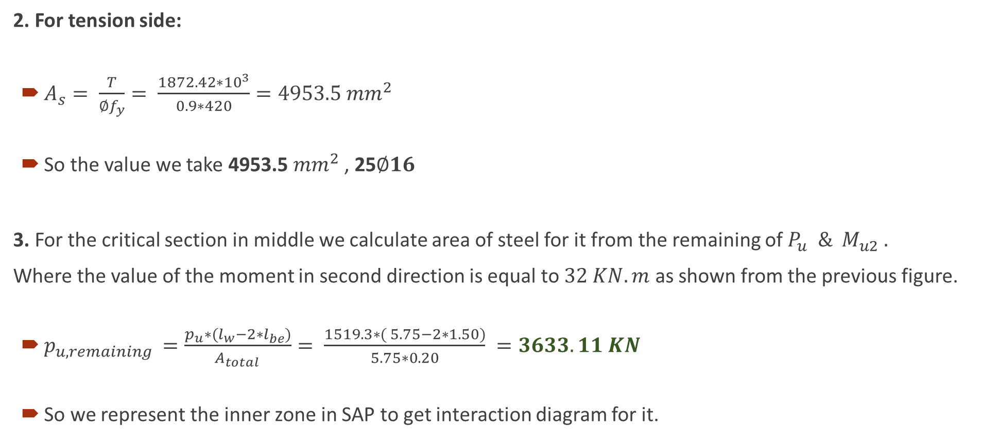 2. For tension side:
A_s = T/∅f_y = 1872.42*10^3/0.9*420 = 4953.5 mm^2
So the value we take 4953.5 mm^2 , 25∅16
3. For the critical section in middle we calculate area of steel for it from the remaining of P_u & M_u2 .
Where the value of the moment in second direction is equal to 32 KN.m as shown from the previous figure.
p_u,remaining = p_u*(l_w−2*l_be)/A_total = 1519.3*( 5.75−2*1.50)/5.75*0.20 = 3633.11 KN
So we represent the inner zone in SAP to get interaction diagram for it.